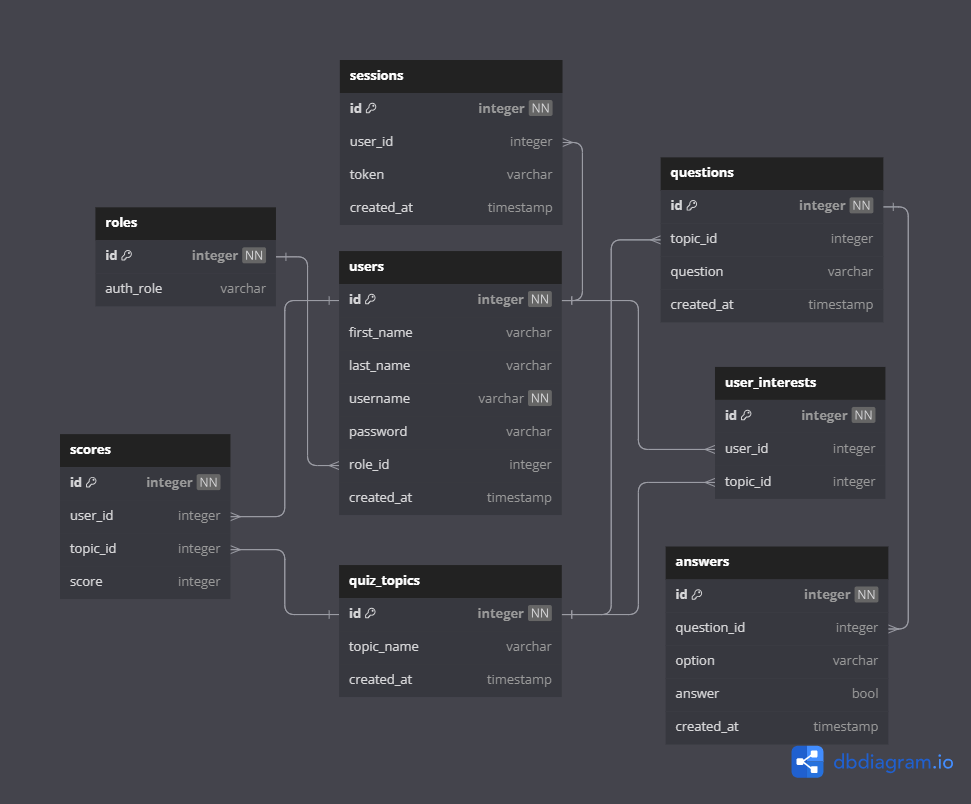 sessions
id integer NN
user_id integer
token varchar
created_at timestamp
questions
id integer NN
topic_id integer
question varchar
created_at timestamp
roles
id integer NN
auth_role varchar
users
id integer NN
first_name varchar
last_name varchar
username varchar NN
password varchar
role_id integer
created_at timestamp
user_interests
id integer NN
user_id integer
topic_id integer
scores
id integer NN
user_id integer
topic_id integer
score integer
quiz_topics
id integer NN
topic_name varchar
created_at timestamp
answers
id integer NN
question_id integer
option varchar
answer bool
created_at timestamp
dbdiagram.io